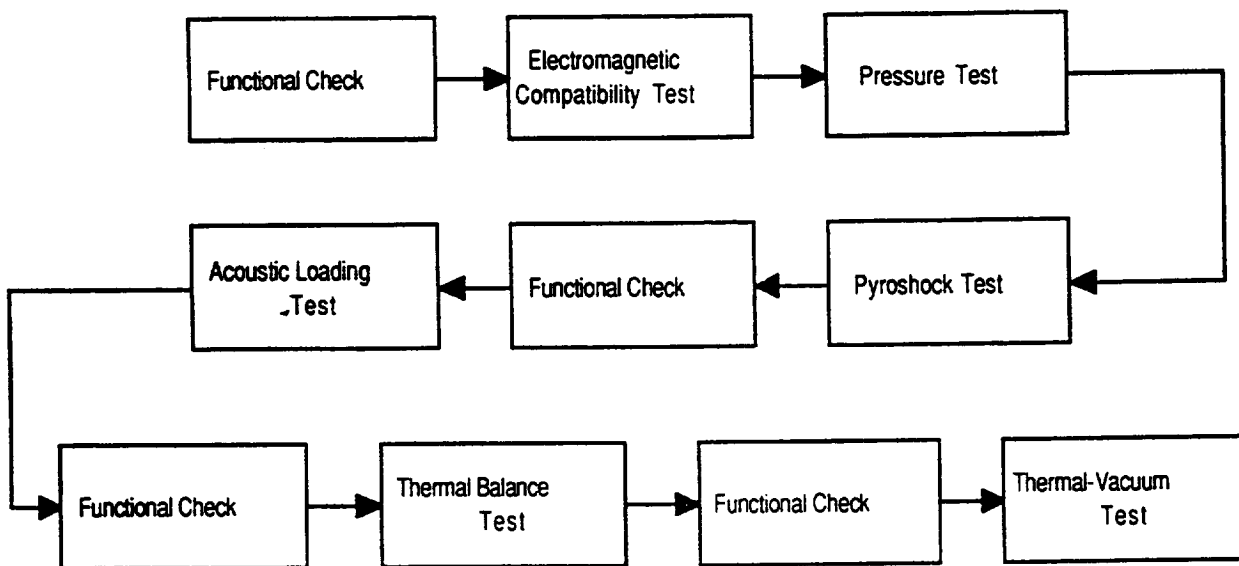 Functional Check
Electromagnetic
Compatibility Test
Pressure Test
Pyroshock Test
Functional Check
Acoustic Loading
Test
Functional Check
Thermal Balance
Test
Functional Check
Thermal-Vacuum
Test